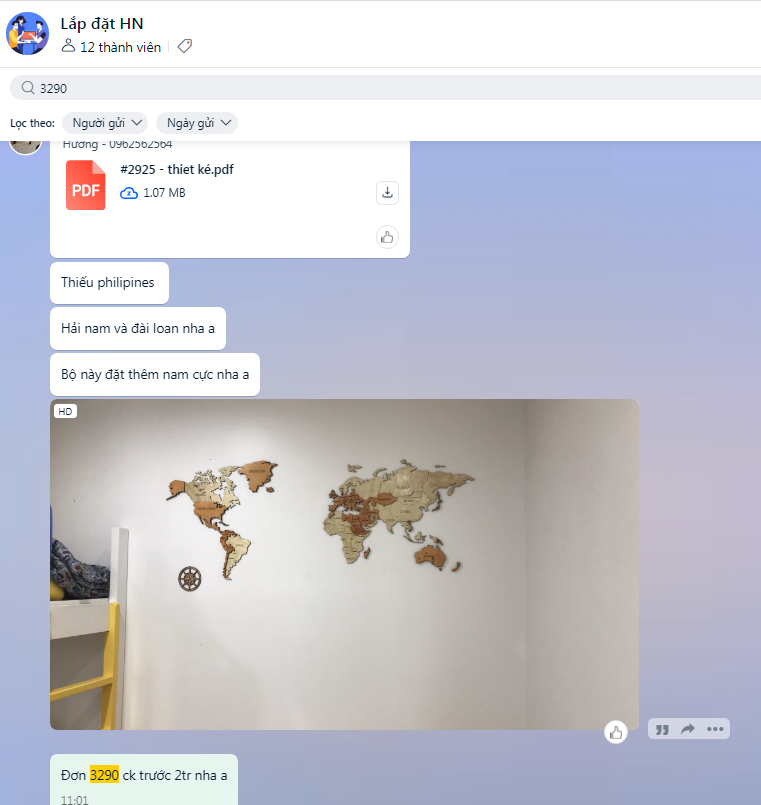 Lắp đặt HN
12 thành viên
3290
Lọc theo: Người gửi Ngày gửi
Hương - 0962562564
#2925 - thiet ké.pdf
PDF
1.07 MB
Thiếu philipines
Hải nam và đài loan nha a
Bộ này đặt thêm nam cực nha a
HD
Đơn 3290 ck trước 2tr nha a
11:01